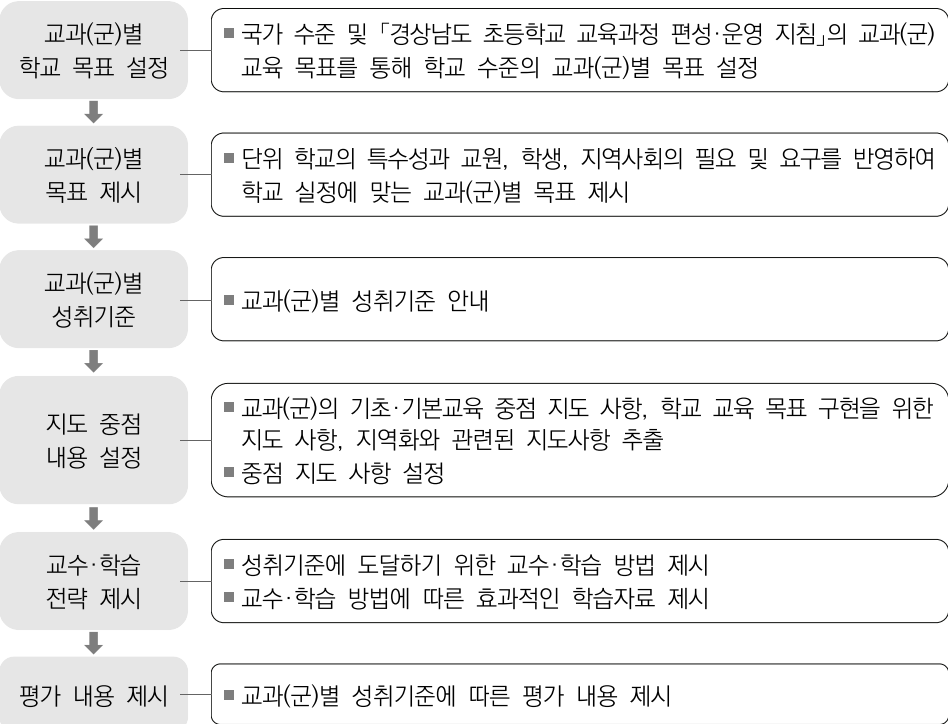 교과(군)별
학교 목표 설정
■ 국가 수준 및 「경상남도 초등학교 교육과정 편성·운영 지침」의 교과(군)
교육 목표를 통해 학교 수준의 교과(군)별 목표 설정
교과(군)별
목표 제시
■ 단위 학교의 특수성과 교원, 학생, 지역사회의 필요 및 요구를 반영하여
학교 실정에 맞는 교과(군)별 목표 제시
교과(군)별
성취기준
■ 교과(군)별 성취기준 안내
지도 중점
내용 설정
■ 교과(군)의 기초·기본교육 중점 지도 사항, 학교 교육 목표 구현을 위한
지도 사항, 지역화와 관련된 지도사항 추출
■ 중점 지도 사항 설정
교수·학습
전략 제시
■ 성취기준에 도달하기 위한 교수·학습 방법 제시
■ 교수·학습 방법에 따른 효과적인 학습자료 제시
평가 내용 제시
■ 교과(군)별 성취기준에 따른 평가 내용 제시